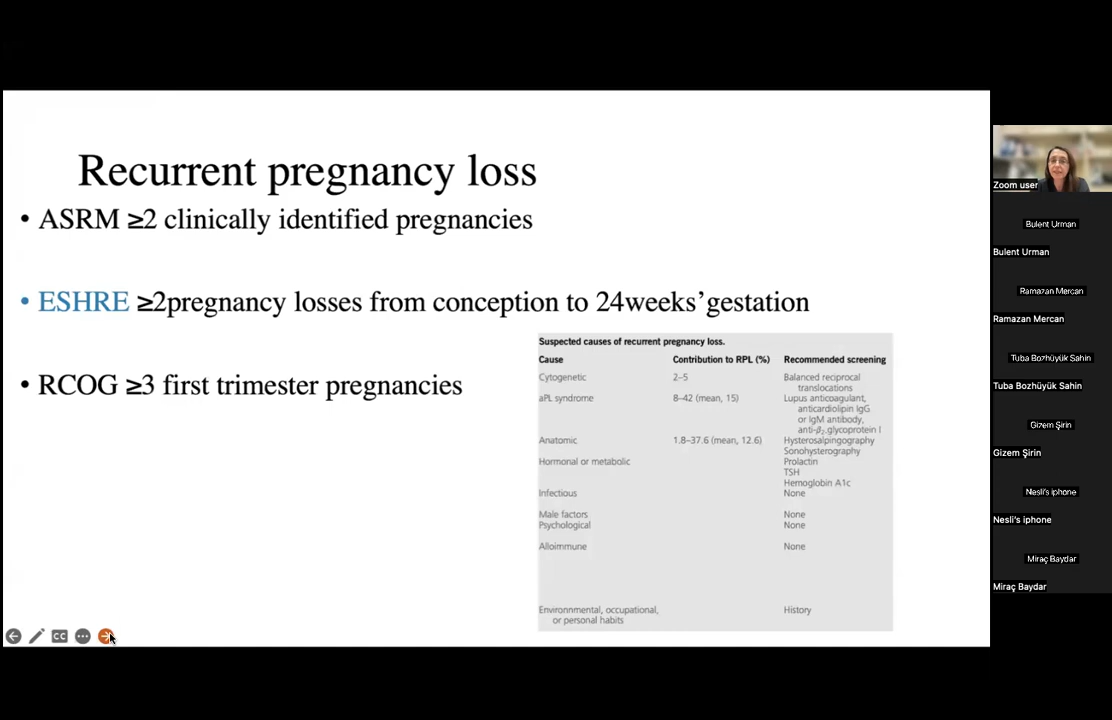 Recurrent pregnancy loss
• ASRM ≥2 clinically identified pregnancies
• ESHRE ≥2pregnancy losses from conception to 24weeks’gestation
• RCOG ≥3 first trimester pregnancies
Suspected causes of recurrent pregnancy loss.
Cause Contribution to RPL (%) Recommended screening
Cytogenetic 2–5 Balanced reciprocal
translocations
aPL syndrome 8–42 (mean, 15) Lupus anticoagulant,
anticardiolipin IgG
or IgM antibody,
anti-β2 glycoprotein I
Anatomic 1.8–37.6 (mean, 12.6) Hysterosalpingography
Sonohysterography
Hormonal or metabolic Prolactin
TSH
Hemoglobin A1c
Infectious None
Male factors None
Psychological None
Alloimmune None
Environmental, occupational, History
or personal habits
CC
Zoom user
Bulent Urman
Bulent Urman
Ramazan Mercan
Ramazan Mercan
Tuba Bozhüyük Sahin
Tuba Bozhüyük Sahin
Gizem Şirin
Gizem Şirin
Nesli's iphone
Nesli's iphone
Miraç Baydar
Miraç Baydar